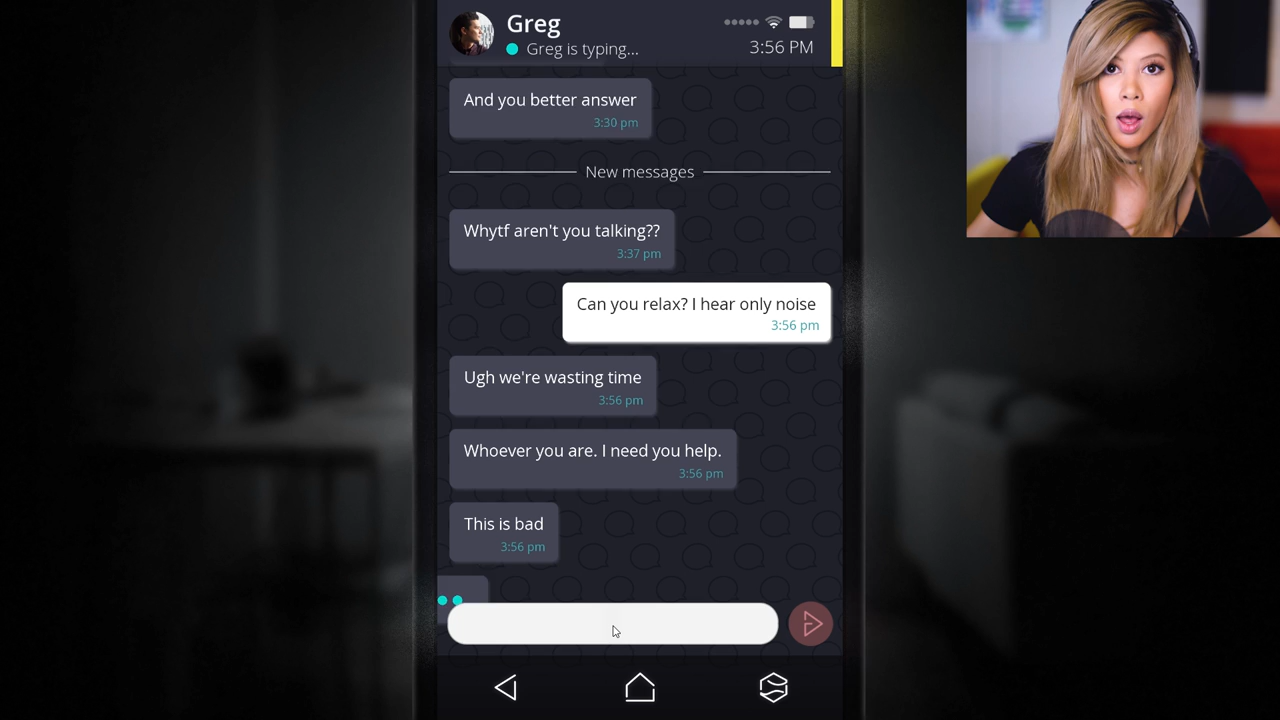 Greg
Greg is typing...
3:56 PM
And you better answer
3:30 pm
New messages
Whytf aren't you talking??
3:37 pm
Can you relax? I hear only noise
3:56 pm
Ugh we're wasting time
3:56 pm
Whoever you are. I need you help.
3:56 pm
This is bad
3:56 pm